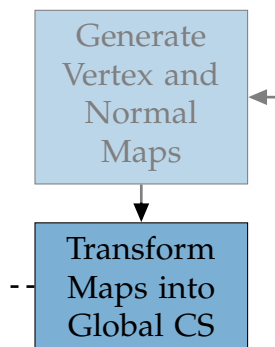 Generate
Vertex and
Normal
Maps
Transform
Maps into
Global CS